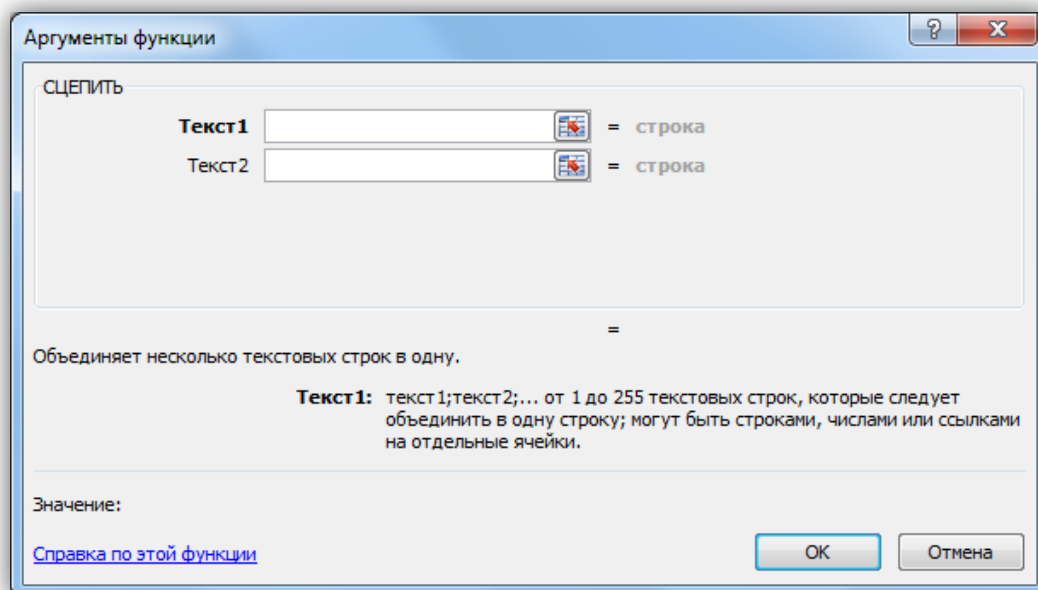 Аргументы функции
?
X
СЦЕПИТЬ
Текст1 = строка
Текст2 = строка
=
Объединяет несколько текстовых строк в одну.
Текст1: текст1;текст2;... от 1 до 255 текстовых строк, которые следует
объединить в одну строку; могут быть строками, числами или ссылками
на отдельные ячейки.
Значение:
Справка по этой функции
ОК
Отмена